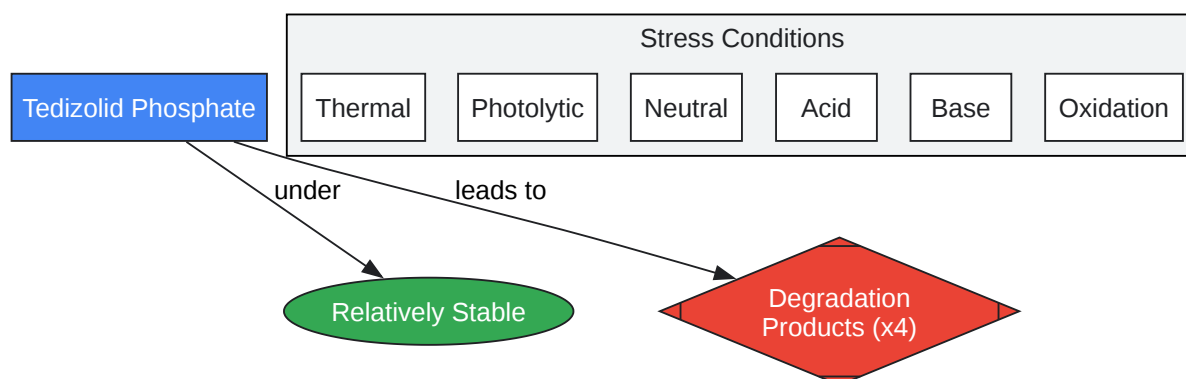 Stress Conditions
Tedizolid Phosphate
Thermal
Photolytic
Neutral
Acid
Base
Oxidation
under
leads to
Relatively Stable
Degradation
Products (x4)